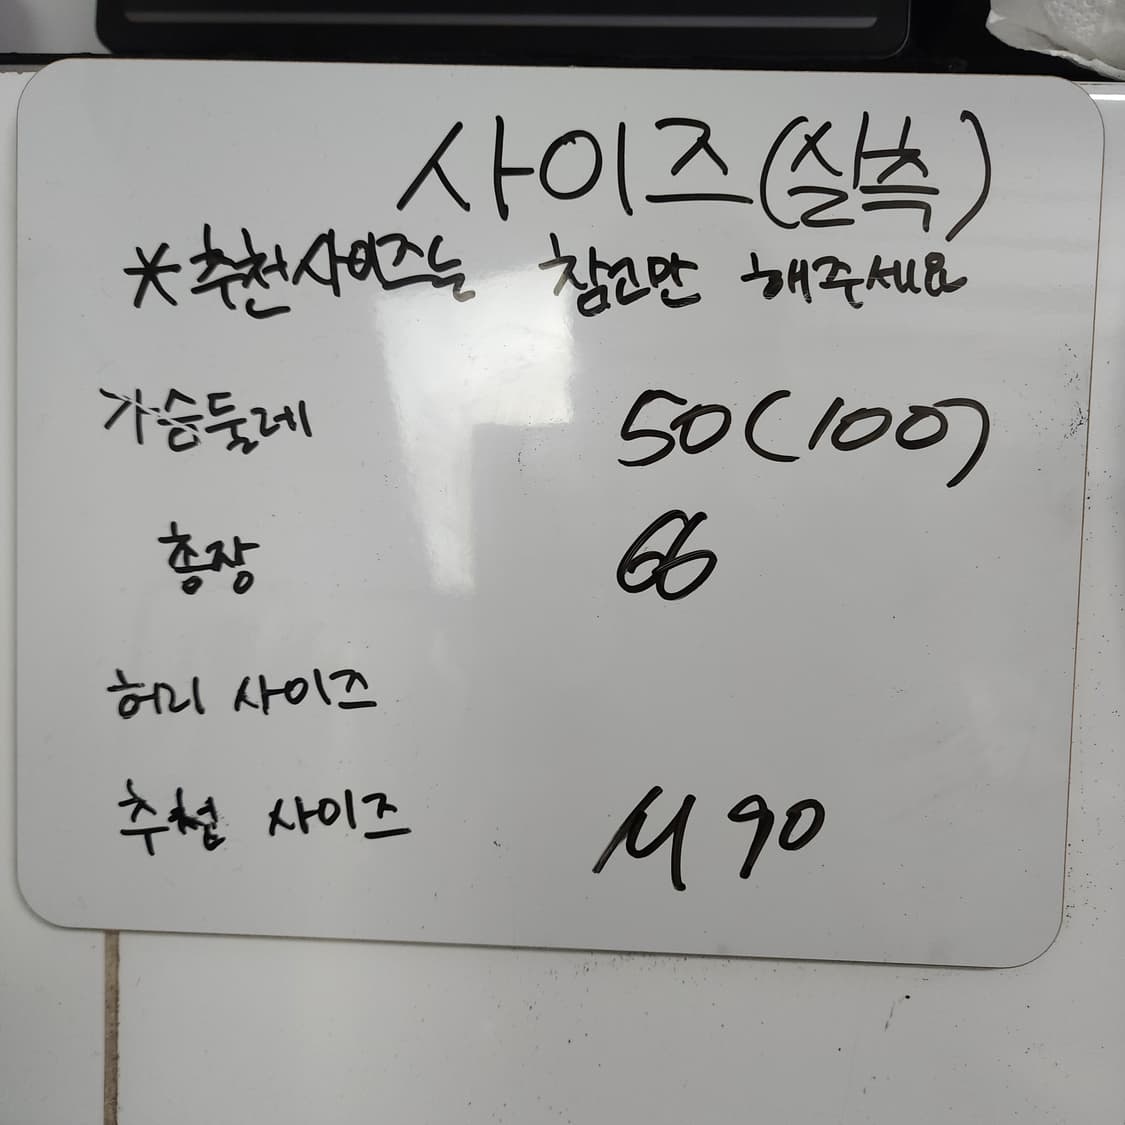 사이즈(실측)
*추천사이즈는 참고만 해주세요
가슴둘레 50(100)
총장 66
허리 사이즈
추천 사이즈 M 90